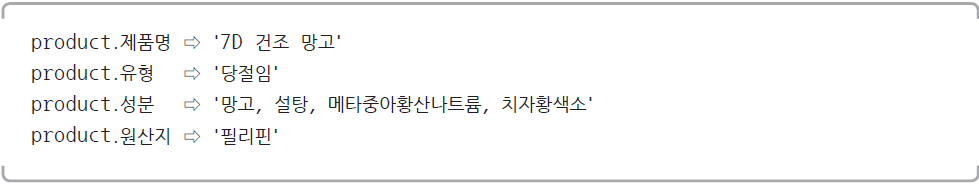 product.제품명 ⇨ '7D 건조 망고'
product.유형 ⇨ '당절임'
product.성분 ⇨ '망고, 설탕, 메타중아황산나트륨, 치자황색소'
product.원산지 ⇨ '필리핀'